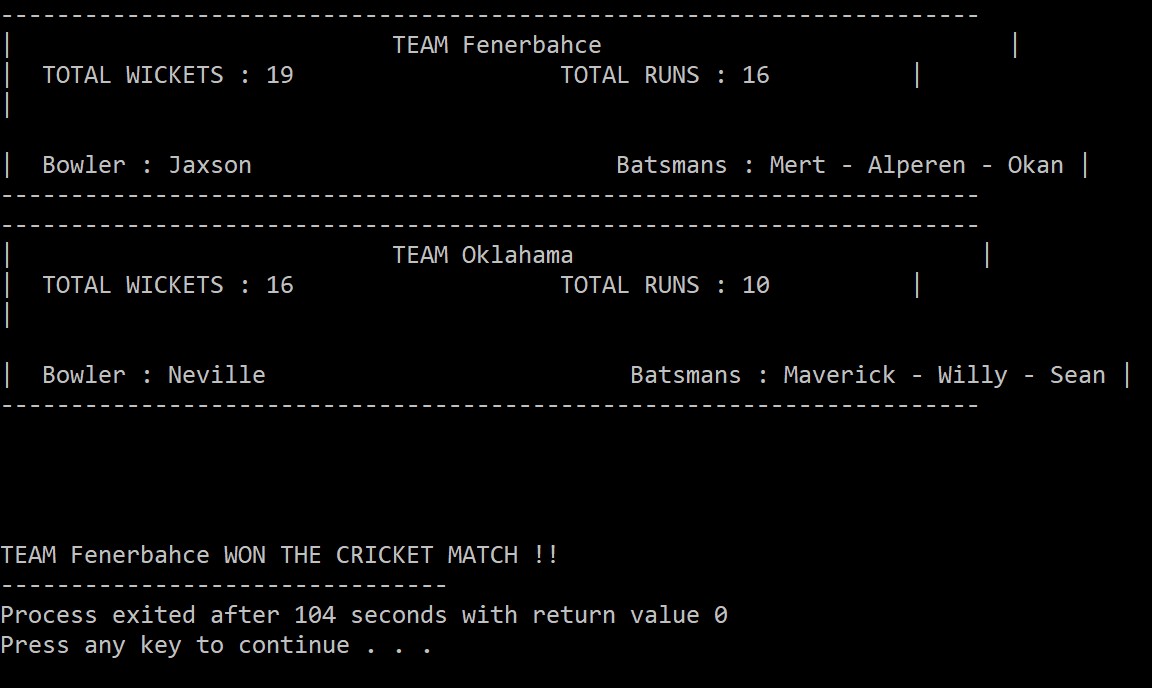 ----------------------------------------------------------------------
|                           TEAM Fenerbahce                             |
|  TOTAL WICKETS : 19                   TOTAL RUNS : 16          |
|
|  Bowler : Jaxson                          Batsmans : Mert - Alperen - Okan |
----------------------------------------------------------------------
----------------------------------------------------------------------
|                           TEAM Oklahama                             |
|  TOTAL WICKETS : 16                   TOTAL RUNS : 10          |
|
|  Bowler : Neville                          Batsmans : Maverick - Willy - Sean |
----------------------------------------------------------------------
TEAM Fenerbahce WON THE CRICKET MATCH !!
--------------------------------
Process exited after 104 seconds with return value 0
Press any key to continue . . .